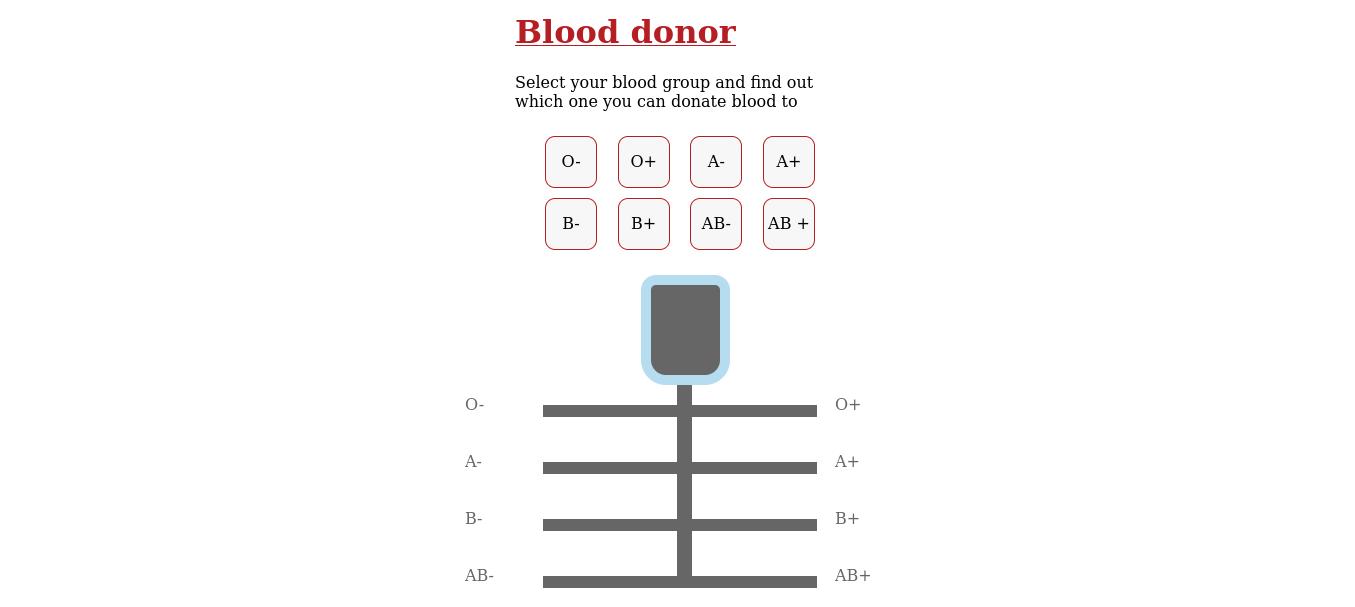 Blood donor
Select your blood group and find out
which one you can donate blood to
O- O+ A- A+
B- B+ AB- AB +
O- O+
A- A+
B- B+
AB- AB+